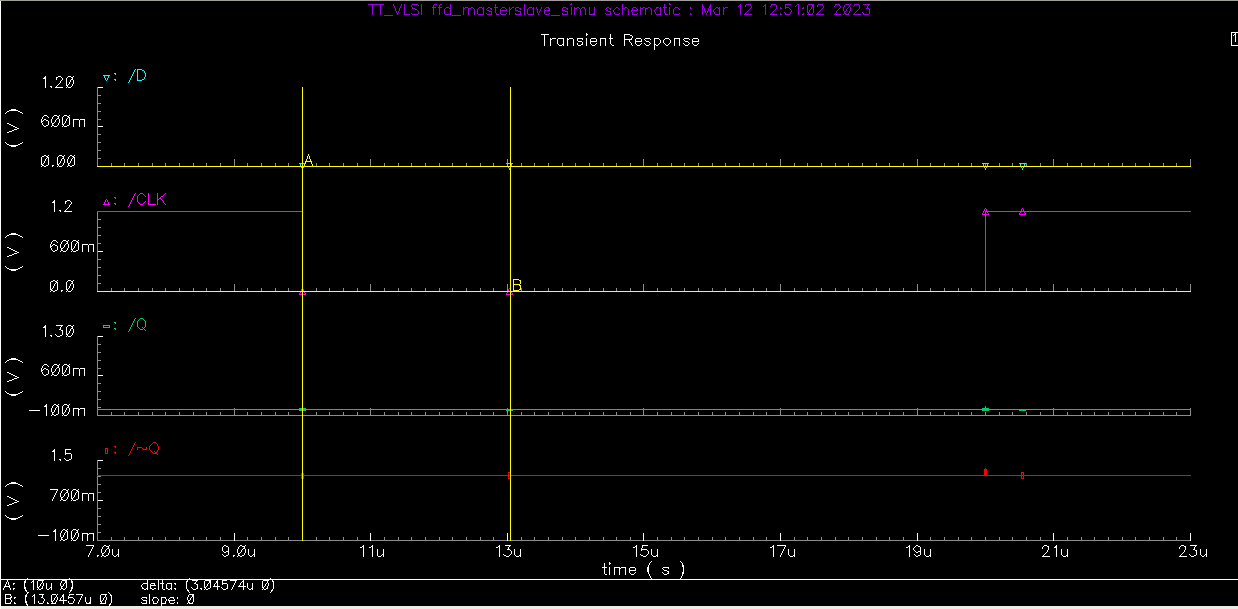 TT_VLSI ffd_masterslave_simu schematic : Mar 12 12:51:02 2023
Transient Response
1
▽: /D
1.20
600m
0.00
(V)
A
△: /CLK
1.2
600m
0.0
(V)
B
▭: /Q
1.30
600m
-100m
(V)
▯: /~Q
1.5
700m
-100m
(V)
7.0u 9.0u 11u 13u 15u 17u 19u 21u 23u
time ( s )
A: (10u 0) delta: (3.04574u 0)
B: (13.0457u 0) slope: 0